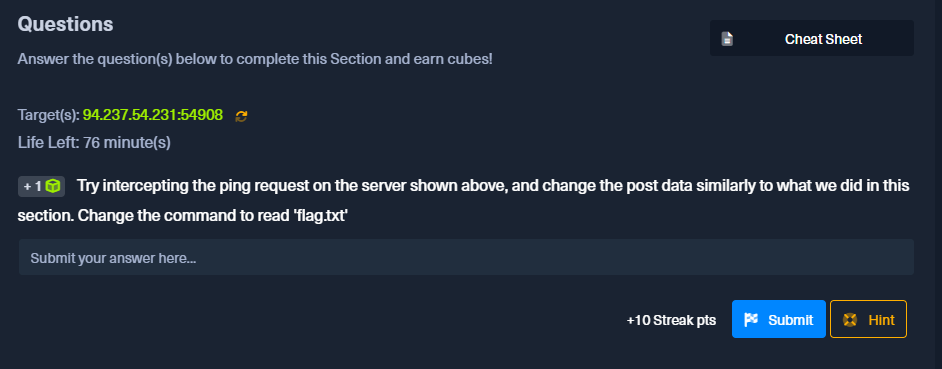 Questions
Cheat Sheet
Answer the question(s) below to complete this Section and earn cubes!
Target(s): 94.237.54.231:54908
Life Left: 76 minute(s)
+ 1 Try intercepting the ping request on the server shown above, and change the post data similarly to what we did in this
section. Change the command to read 'flag.txt'
Submit your answer here...
+10 Streak pts Submit Hint